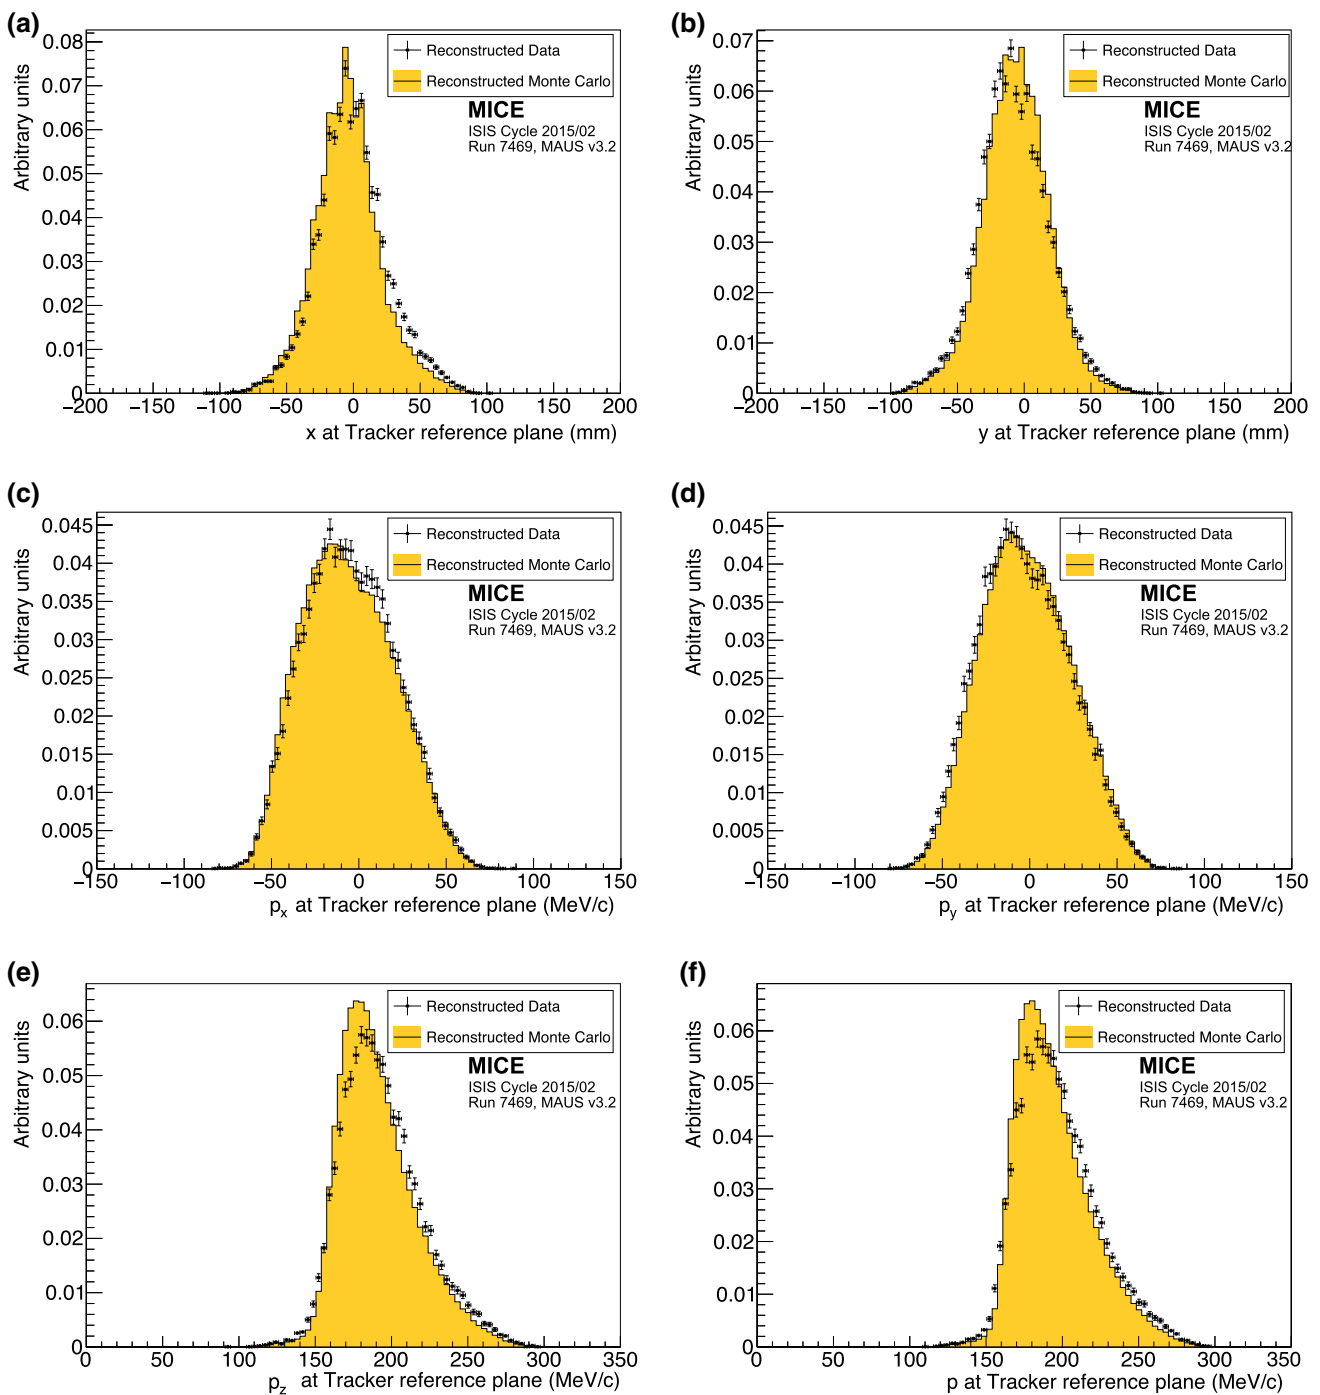 (a)
0.08
0.07
0.06
0.05
0.04
0.03
0.02
0.01
0
Arbitrary units
Reconstructed Data
Reconstructed Monte Carlo
MICE
ISIS Cycle 2015/02
Run 7469, MAUS v3.2
−200 −150 −100 −50 0 50 100 150 200
x at Tracker reference plane (mm)
(b)
0.07
0.06
0.05
0.04
0.03
0.02
0.01
0
Arbitrary units
Reconstructed Data
Reconstructed Monte Carlo
MICE
ISIS Cycle 2015/02
Run 7469, MAUS v3.2
−200 −150 −100 −50 0 50 100 150 200
y at Tracker reference plane (mm)
(c)
0.045
0.04
0.035
0.03
0.025
0.02
0.015
0.01
0.005
0
Arbitrary units
Reconstructed Data
Reconstructed Monte Carlo
MICE
ISIS Cycle 2015/02
Run 7469, MAUS v3.2
−150 −100 −50 0 50 100 150
p_x at Tracker reference plane (MeV/c)
(d)
0.045
0.04
0.035
0.03
0.025
0.02
0.015
0.01
0.005
0
Arbitrary units
Reconstructed Data
Reconstructed Monte Carlo
MICE
ISIS Cycle 2015/02
Run 7469, MAUS v3.2
−150 −100 −50 0 50 100 150
p_y at Tracker reference plane (MeV/c)
(e)
0.06
0.05
0.04
0.03
0.02
0.01
0
Arbitrary units
Reconstructed Data
Reconstructed Monte Carlo
MICE
ISIS Cycle 2015/02
Run 7469, MAUS v3.2
0 50 100 150 200 250 300 350
p_z at Tracker reference plane (MeV/c)
(f)
0.06
0.05
0.04
0.03
0.02
0.01
0
Arbitrary units
Reconstructed Data
Reconstructed Monte Carlo
MICE
ISIS Cycle 2015/02
Run 7469, MAUS v3.2
0 50 100 150 200 250 300 350
p at Tracker reference plane (MeV/c)